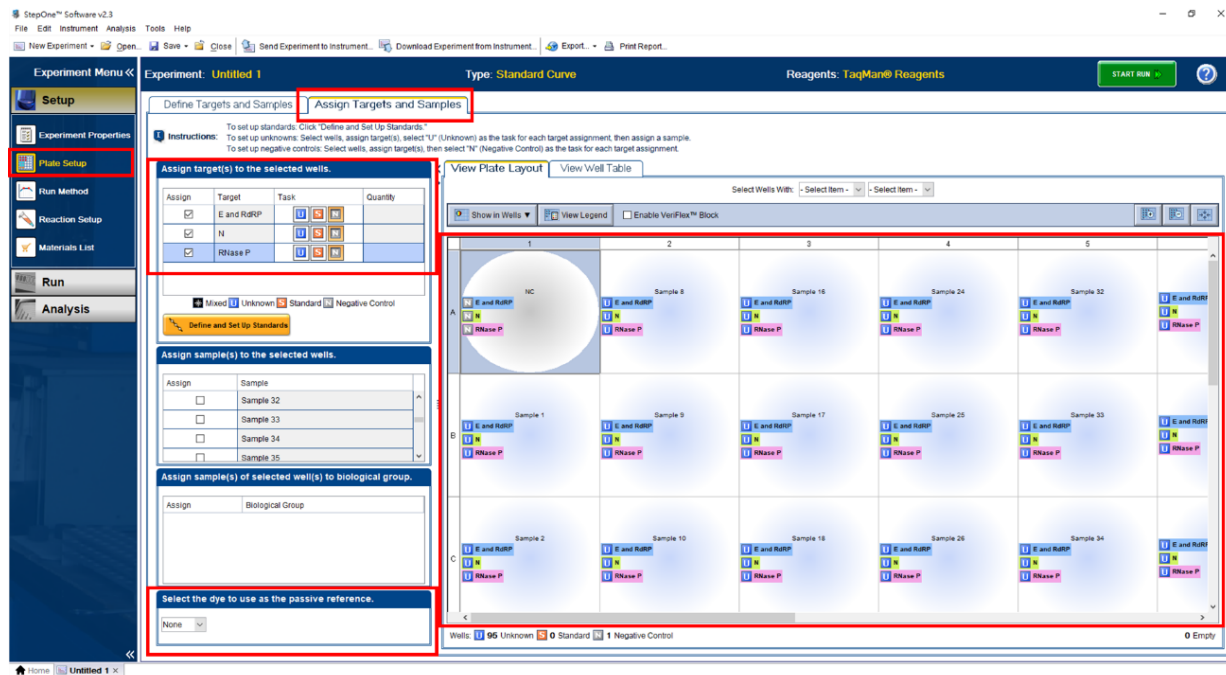 StepOne™ Software v2.3
File Edit Instrument Analysis Tools Help
New Experiment Open... Save Close Send Experiment to Instrument... Download Experiment from Instrument... Export... Print Report...
Experiment Menu «
Experiment: Untitled 1 Type: Standard Curve Reagents: TaqMan® Reagents
START RUN
Setup
Experiment Properties
Plate Setup
Run Method
Reaction Setup
Materials List
Run
Analysis
Define Targets and Samples Assign Targets and Samples
Instructions: To set up standards: Click "Define and Set Up Standards."
To set up unknowns: Select wells, assign target(s), select "U" (Unknown) as the task for each target assignment, then assign a sample.
To set up negative controls: Select wells, assign target(s), then select "N" (Negative Control) as the task for each target assignment.
Assign target(s) to the selected wells.
Assign Target Task Quantity
E and RdRP U S N
N U S N
RNase P U S N
Mixed U Unknown S Standard N Negative Control
Define and Set Up Standards
Assign sample(s) to the selected wells.
Assign Sample
Sample 32
Sample 33
Sample 34
Sample 35
Assign sample(s) of selected well(s) to biological group.
Assign Biological Group
Select the dye to use as the passive reference.
None
View Plate Layout View Well Table
Select Wells With: - Select Item - - Select Item -
Show in Wells ▼ View Legend Enable VeriFlex™ Block
1 2 3 4 5
A
NC Sample 8 Sample 16 Sample 24 Sample 32
N E and RdRP U E and RdRP U E and RdRP U E and RdRP U E and RdRP U E and RdRP
N N U N U N U N U N U N
N RNase P U RNase P U RNase P U RNase P U RNase P U RNase P
B
Sample 1 Sample 9 Sample 17 Sample 25 Sample 33
U E and RdRP U E and RdRP U E and RdRP U E and RdRP U E and RdRP U E and RdRP
U N U N U N U N U N U N
U RNase P U RNase P U RNase P U RNase P U RNase P U RNase P
C
Sample 2 Sample 10 Sample 18 Sample 26 Sample 34
U E and RdRP U E and RdRP U E and RdRP U E and RdRP U E and RdRP U E and RdRP
U N U N U N U N U N U N
U RNase P U RNase P U RNase P U RNase P U RNase P U RNase P
Wells: U 95 Unknown S 0 Standard N 1 Negative Control 0 Empty
Home Untitled 1 ×